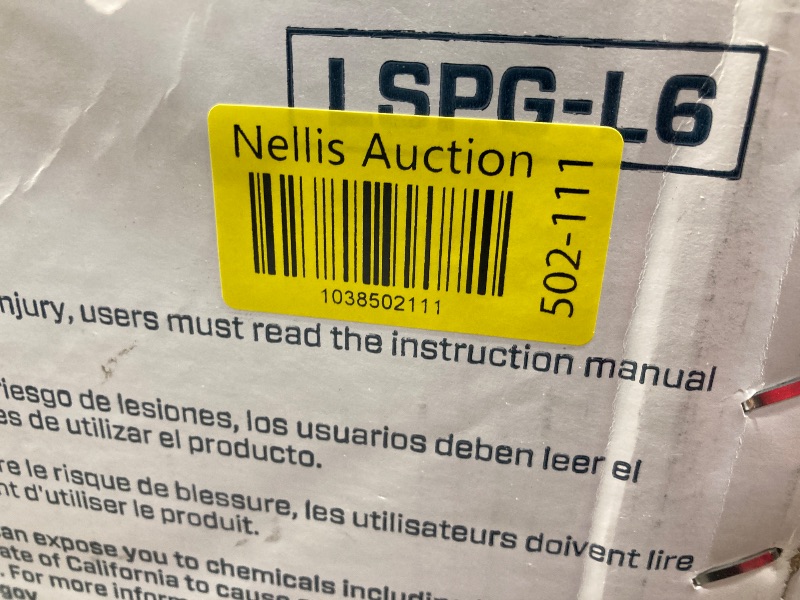 LSPG-L6
Nellis Auction
502-111
1038502111
njury, users must read the instruction manual
riesgo de lesiones, los usuarios deben leer el
es de utilizar el producto.
re le risque de blessure, les utilisateurs doivent lire
nt d'utiliser le produit.
an expose you to chemicals includin
ate of California to cause
. For more inform
gov